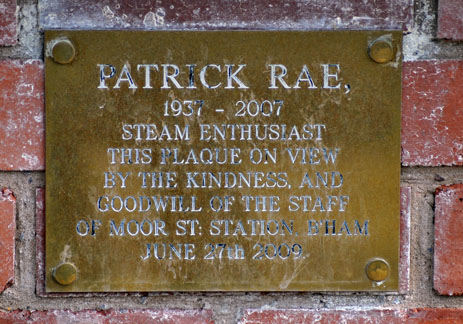 PATRICK RAE,
1937 - 2007
STEAM ENTHUSIAST
THIS PLAQUE ON VIEW
BY THE KINDNESS, AND
GOODWILL OF THE STAFF
OF MOOR ST: STATION, B'HAM
JUNE 27th 2009.